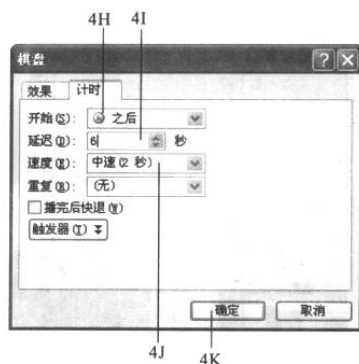 4H 4I
棋盘
效果 计时
开始(S): 之后
延迟(D): 6 秒
速度(E): 中速(2 秒)
重复(R): (无)
播完后快退(W)
触发器(T)
确定 取消
4J 4K